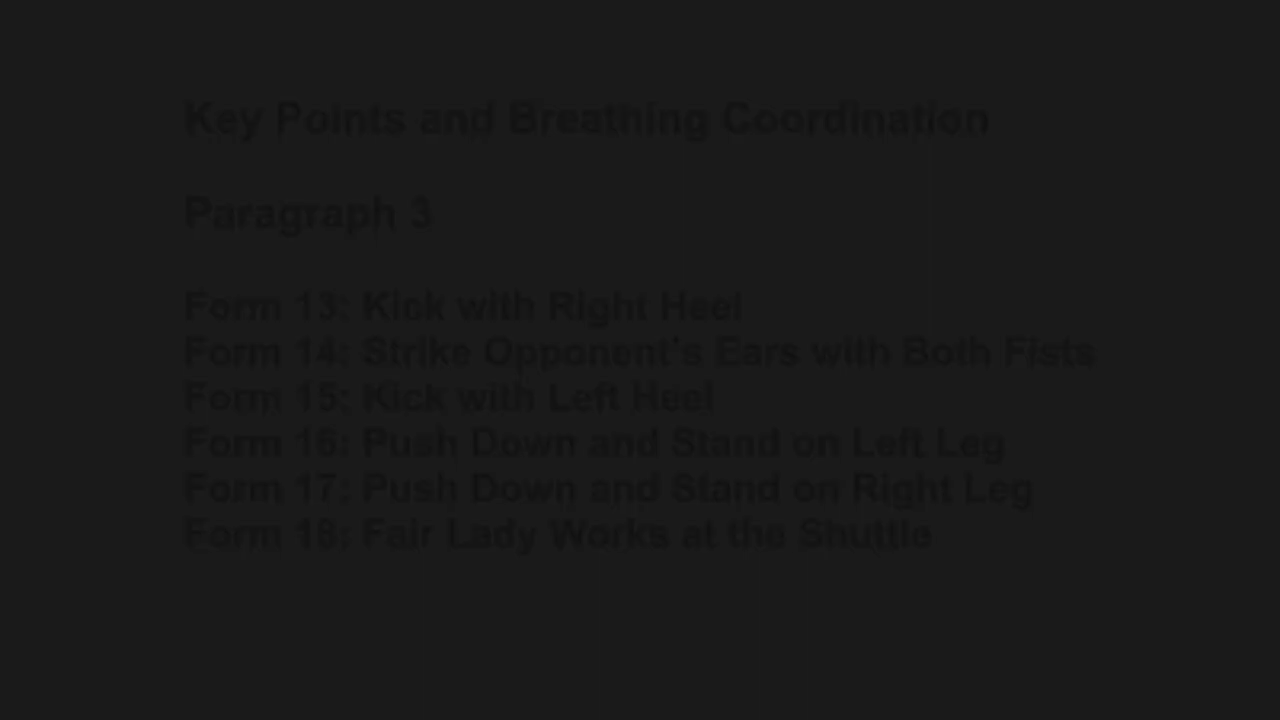 Key Points and Breathing Coordination
Paragraph 3
Form 13: Kick with Right Heel
Form 14: Strike Opponent's Ears with Both Fists
Form 15: Kick with Left Heel
Form 16: Push Down and Stand on Left Leg
Form 17: Push Down and Stand on Right Leg
Form 18: Fair Lady Works at the Shuttle